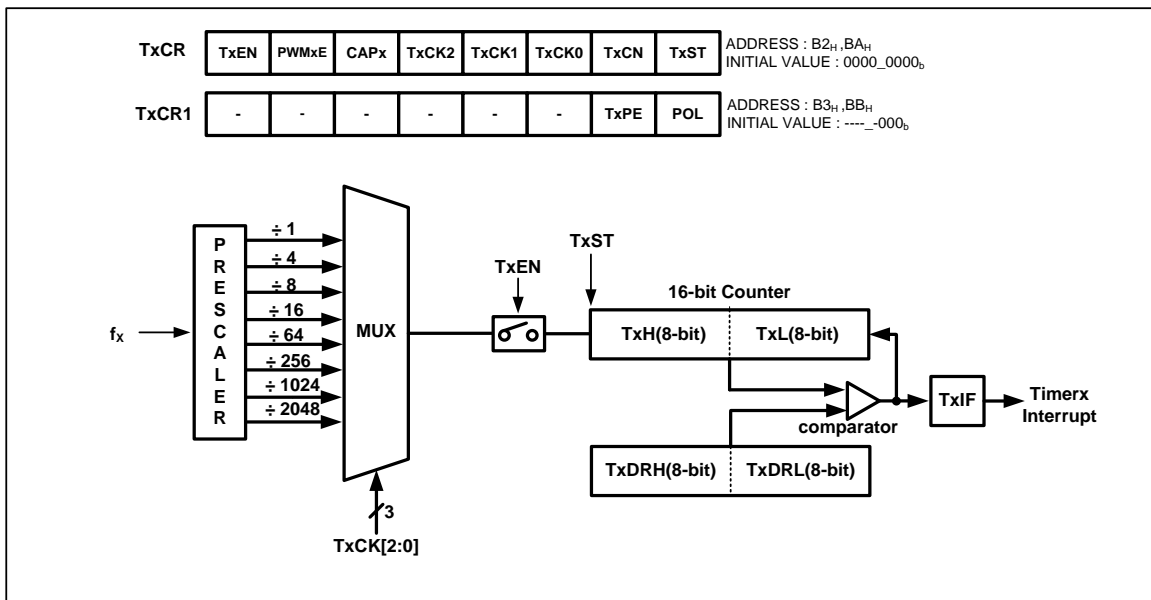 TxCR TxEN PWMxE CAPx TxCK2 TxCK1 TxCK0 TxCN TxST ADDRESS : B2H ,BAH
INITIAL VALUE : 0000_0000b
TxCR1 - - - - - - TxPE POL ADDRESS : B3H ,BBH
INITIAL VALUE : ----_-000b
fX
PRESCALER
÷ 1
÷ 4
÷ 8
÷ 16
÷ 64
÷ 256
÷ 1024
÷ 2048
MUX
3
TxCK[2:0]
TxEN
TxST
16-bit Counter
TxH(8-bit) TxL(8-bit)
comparator
TxDRH(8-bit) TxDRL(8-bit)
TxIF
Timerx
Interrupt